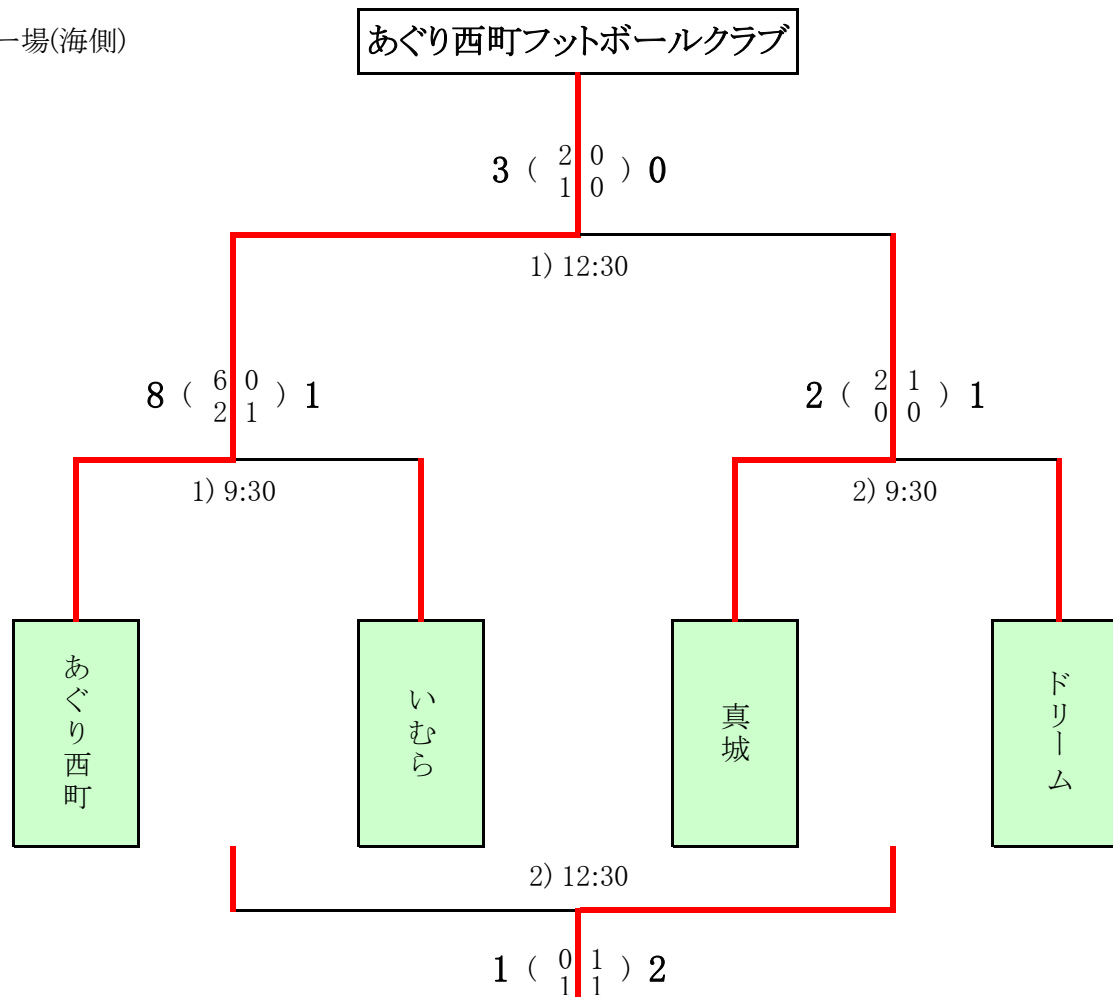 ー場(海側)
あぐり西町フットボールクラブ
3 ( 2 0 ) 0
1 0
1) 12:30
8 ( 6 0 ) 1
2 1
2 ( 2 1 ) 1
0 0
1) 9:30
2) 9:30
あぐり西町
いむら
真城
ドリーム
2) 12:30
1 ( 0 1 ) 2
1 1